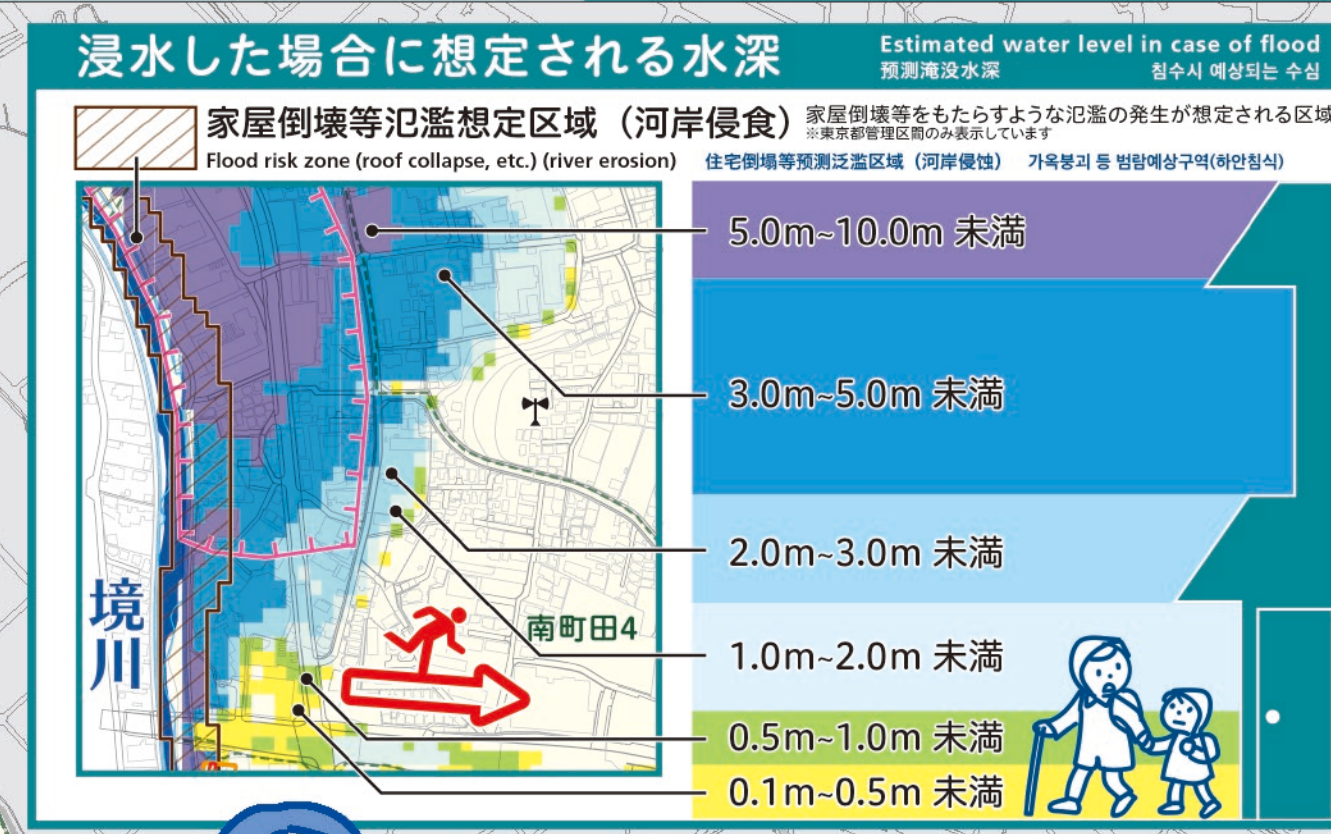 浸水した場合に想定される水深
Estimated water level in case of flood
预测淹没水深 침수시 예상되는 수심
家屋倒壊等氾濫想定区域（河岸侵食）
家屋倒壊等をもたらすような氾濫の発生が想定される区域
※東京都管理区間のみ表示しています
Flood risk zone (roof collapse, etc.) (river erosion)
住宅倒塌等预测泛滥区域（河岸侵蚀） 가옥붕괴 등 범람예상구역(하안침식)
5.0m~10.0m 未満
3.0m~5.0m 未満
2.0m~3.0m 未満
境川
南町田4
1.0m~2.0m 未満
0.5m~1.0m 未満
0.1m~0.5m 未満